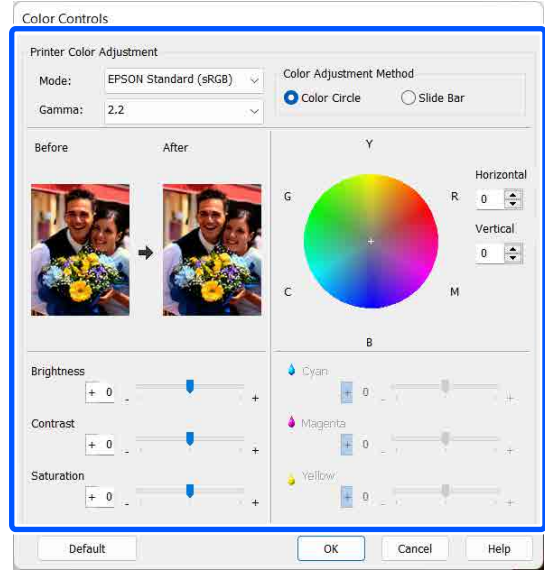 Color Controls
Printer Color Adjustment
Mode: EPSON Standard (sRGB)
Gamma: 2.2
Color Adjustment Method
Color Circle Slide Bar
Before After
Y
G R
C M
B
Horizontal
0
Vertical
0
Brightness
+ 0 - +
Contrast
+ 0 - +
Saturation
+ 0 - +
Cyan
+ 0 - +
Magenta
+ 0 - +
Yellow
+ 0 - +
Default OK Cancel Help